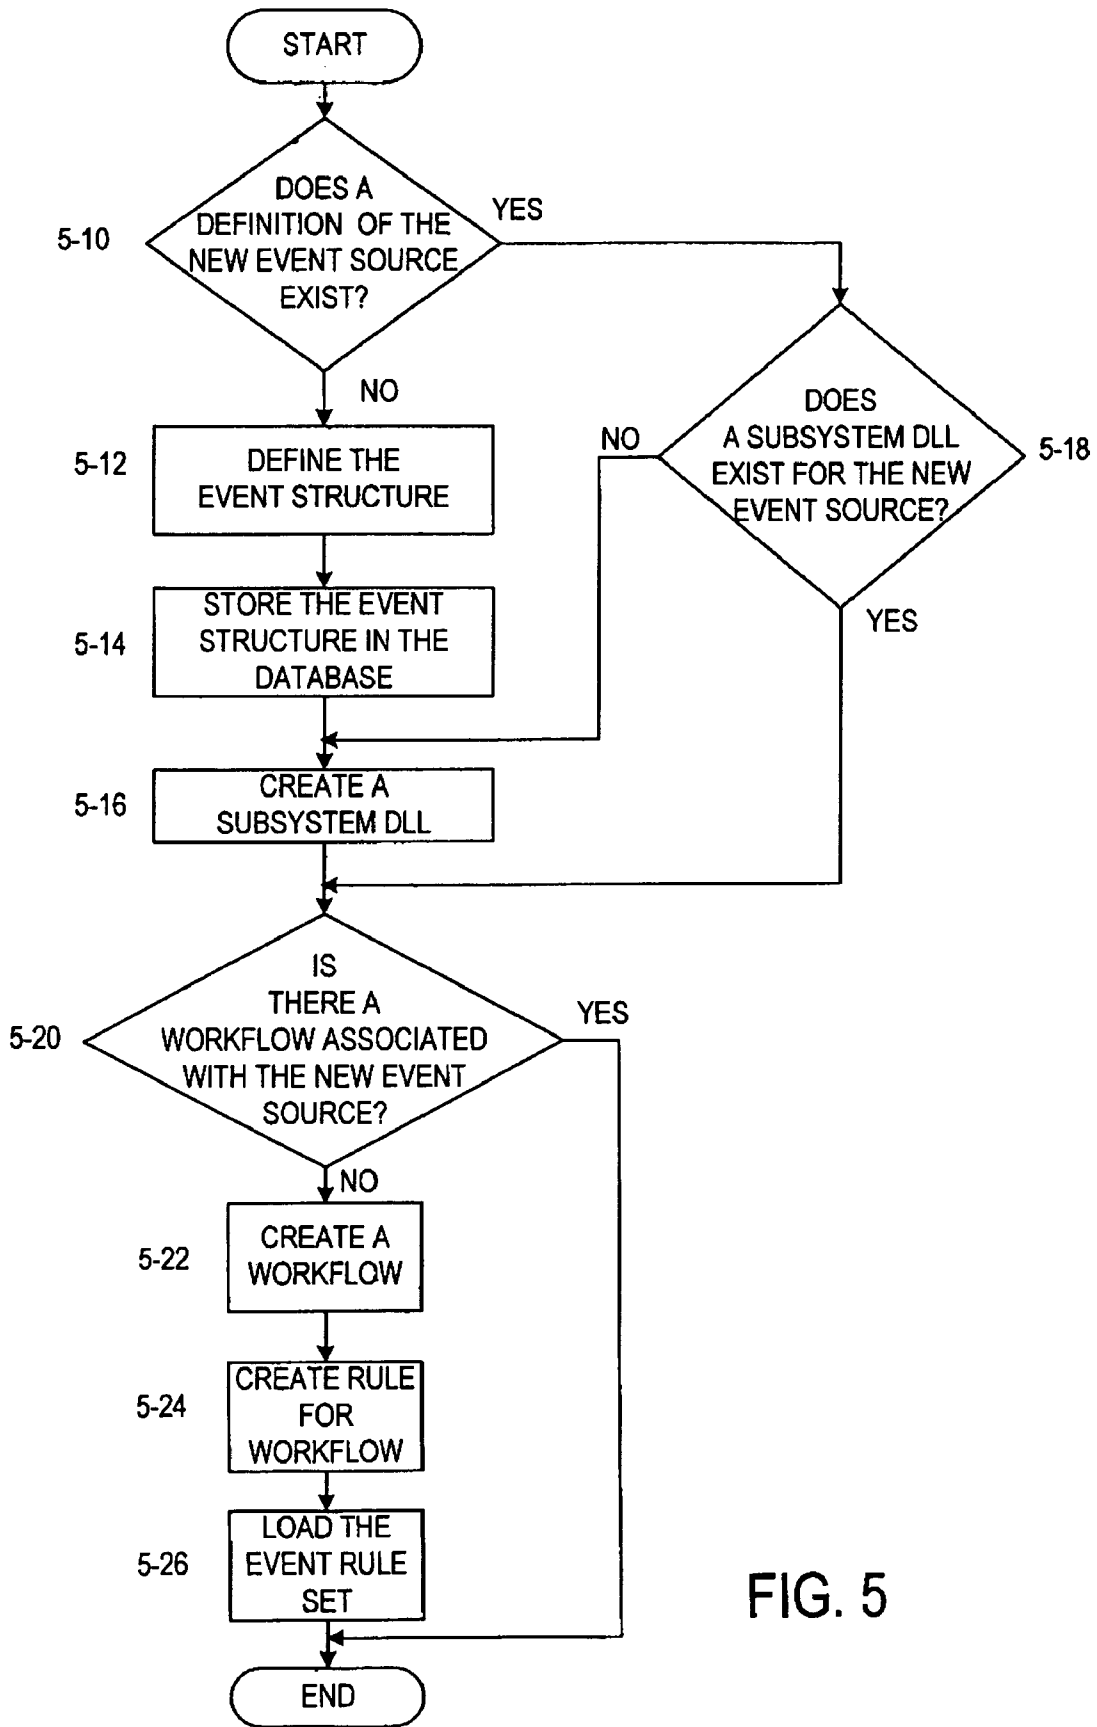 START
DOES A
DEFINITION OF THE
NEW EVENT SOURCE
EXIST?
5-10
YES
NO
DOES
A SUBSYSTEM DLL
EXIST FOR THE NEW
EVENT SOURCE?
5-18
NO
YES
5-12
DEFINE THE
EVENT STRUCTURE
5-14
STORE THE EVENT
STRUCTURE IN THE
DATABASE
5-16
CREATE A
SUBSYSTEM DLL
5-20
IS
THERE A
WORKFLOW ASSOCIATED
WITH THE NEW EVENT
SOURCE?
YES
NO
5-22
CREATE A
WORKFLOW
5-24
CREATE RULE
FOR
WORKFLOW
5-26
LOAD THE
EVENT RULE
SET
END
FIG. 5